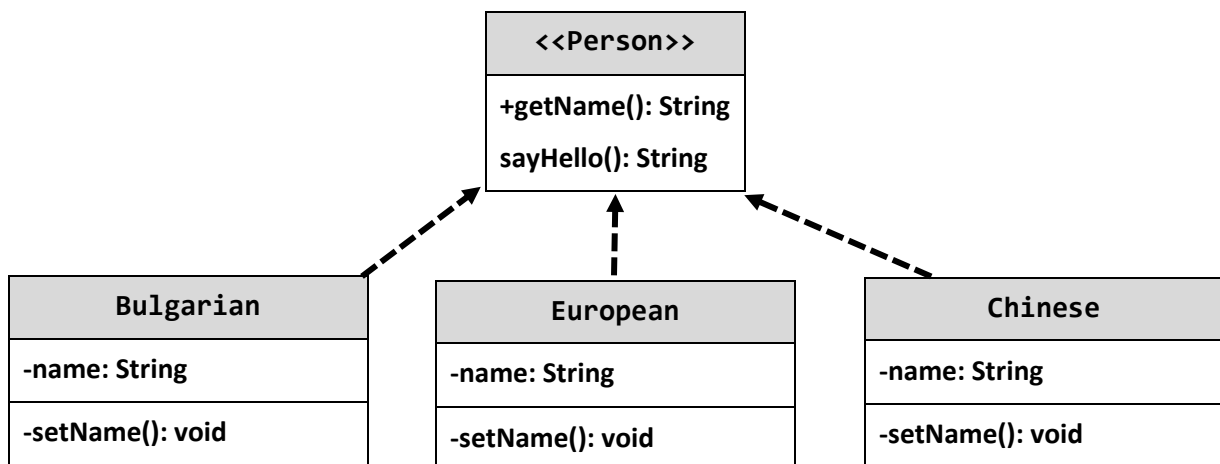 <<Person>>
+getName(): String
sayHello(): String
Bulgarian
-name: String
-setName(): void
European
-name: String
-setName(): void
Chinese
-name: String
-setName(): void